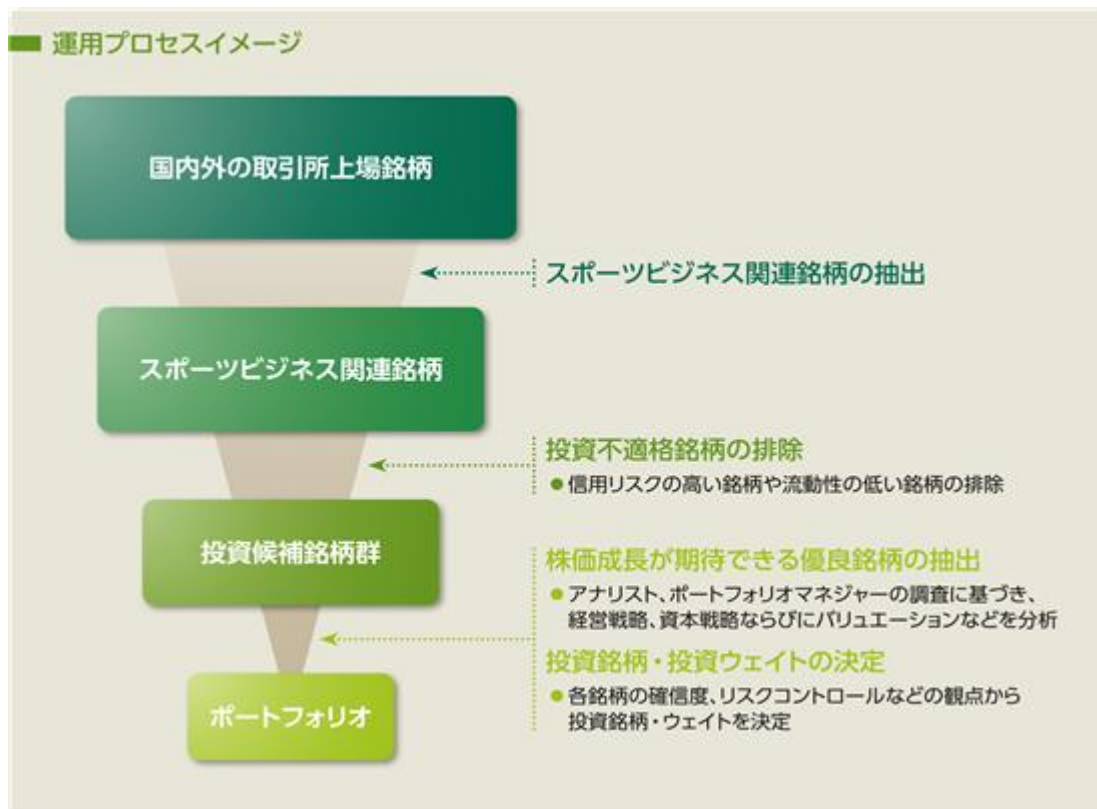 運用プロセスイメージ
国内外の取引所上場銘柄
スポーツビジネス関連銘柄の抽出
スポーツビジネス関連銘柄
投資不適格銘柄の排除
●信用リスクの高い銘柄や流動性の低い銘柄の排除
投資候補銘柄群
株価成長が期待できる優良銘柄の抽出
●アナリスト、ポートフォリオマネジャーの調査に基づき、
経営戦略、資本戦略ならびにバリュエーションなどを分析
投資銘柄・投資ウェイトの決定
●各銘柄の確信度、リスクコントロールなどの観点から
投資銘柄・ウェイトを決定
ポートフォリオ